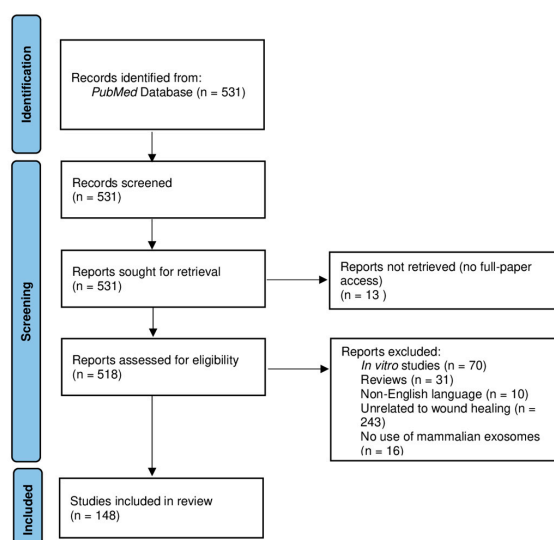 Identification
Records identified from:
PubMed Database (n = 531)
Screening
Records screened
(n = 531)
Reports sought for retrieval
(n = 531)
Reports not retrieved (no full-paper
access)
(n = 13 )
Reports assessed for eligibility
(n = 518)
Reports excluded:
In vitro studies (n = 70)
Reviews (n = 31)
Non-English language (n = 10)
Unrelated to wound healing (n =
243)
No use of mammalian exosomes
(n = 16)
Included
Studies included in review
(n = 148)